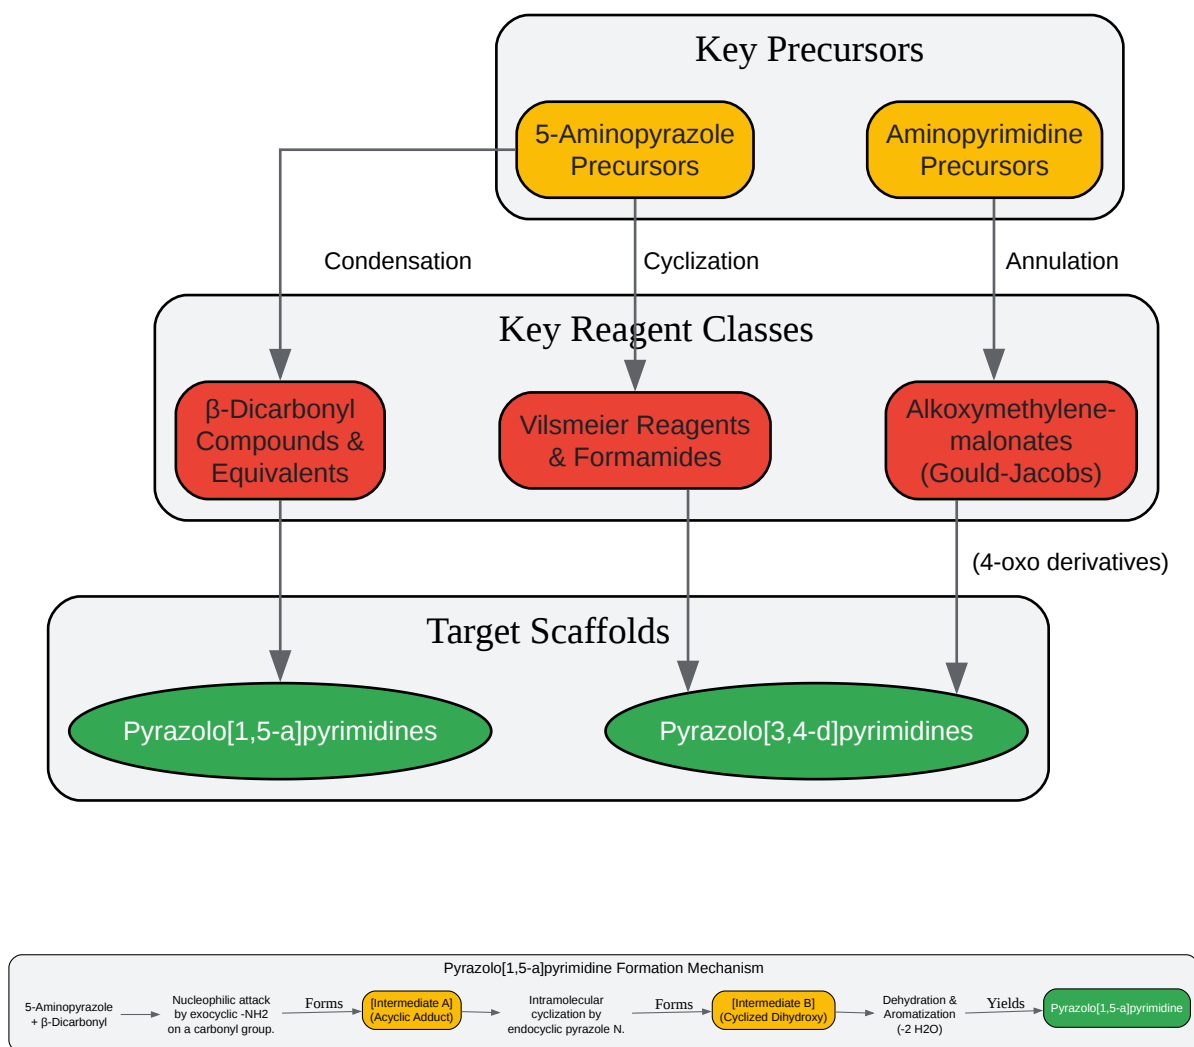 Key Precursors
5-Aminopyrazole
Precursors
Aminopyrimidine
Precursors
Condensation
Cyclization
Annulation
Key Reagent Classes
β-Dicarbonyl
Compounds &
Equivalents
Vilsmeier Reagents
& Formamides
Alkoxymethylene-
malonates
(Gould-Jacobs)
(4-oxo derivatives)
Target Scaffolds
Pyrazolo[1,5-a]pyrimidines
Pyrazolo[3,4-d]pyrimidines
Pyrazolo[1,5-a]pyrimidine Formation Mechanism
5-Aminopyrazole
+ β-Dicarbonyl
Nucleophilic attack
by exocyclic -NH2
on a carbonyl group.
Forms
[Intermediate A]
(Acyclic Adduct)
Intramolecular
cyclization by
endocyclic pyrazole N.
Forms
[Intermediate B]
(Cyclized Dihydroxy)
Dehydration &
Aromatization
(-2 H2O)
Yields
Pyrazolo[1,5-a]pyrimidine